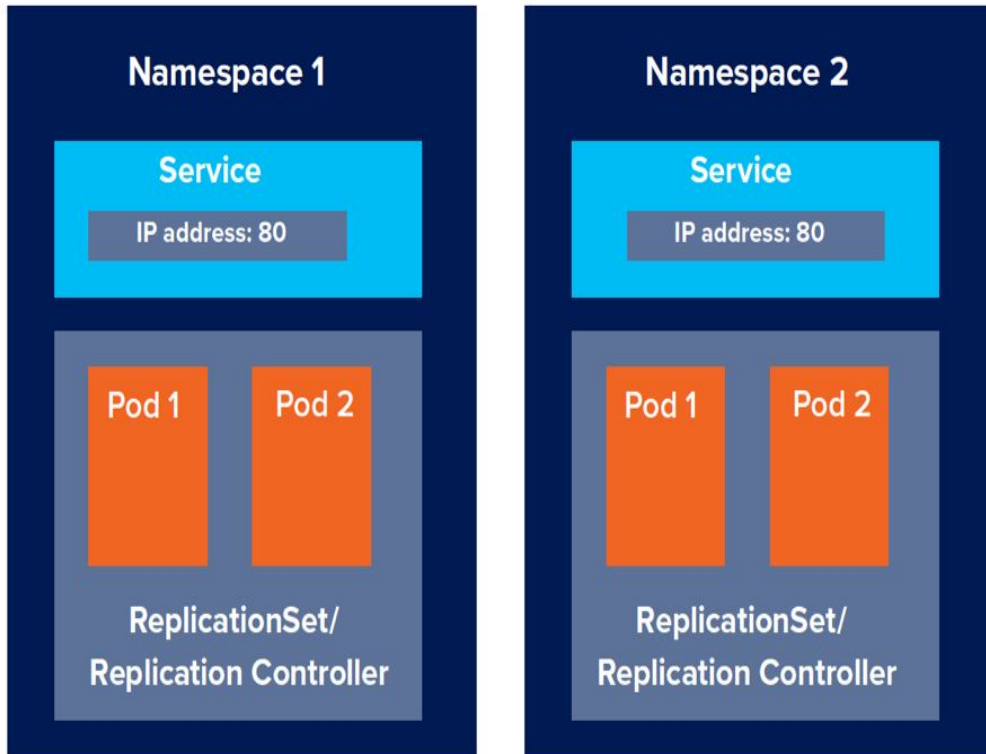 Namespace 1
Service
IP address: 80
Pod 1
Pod 2
ReplicationSet/
Replication Controller
Namespace 2
Service
IP address: 80
Pod 1
Pod 2
ReplicationSet/
Replication Controller